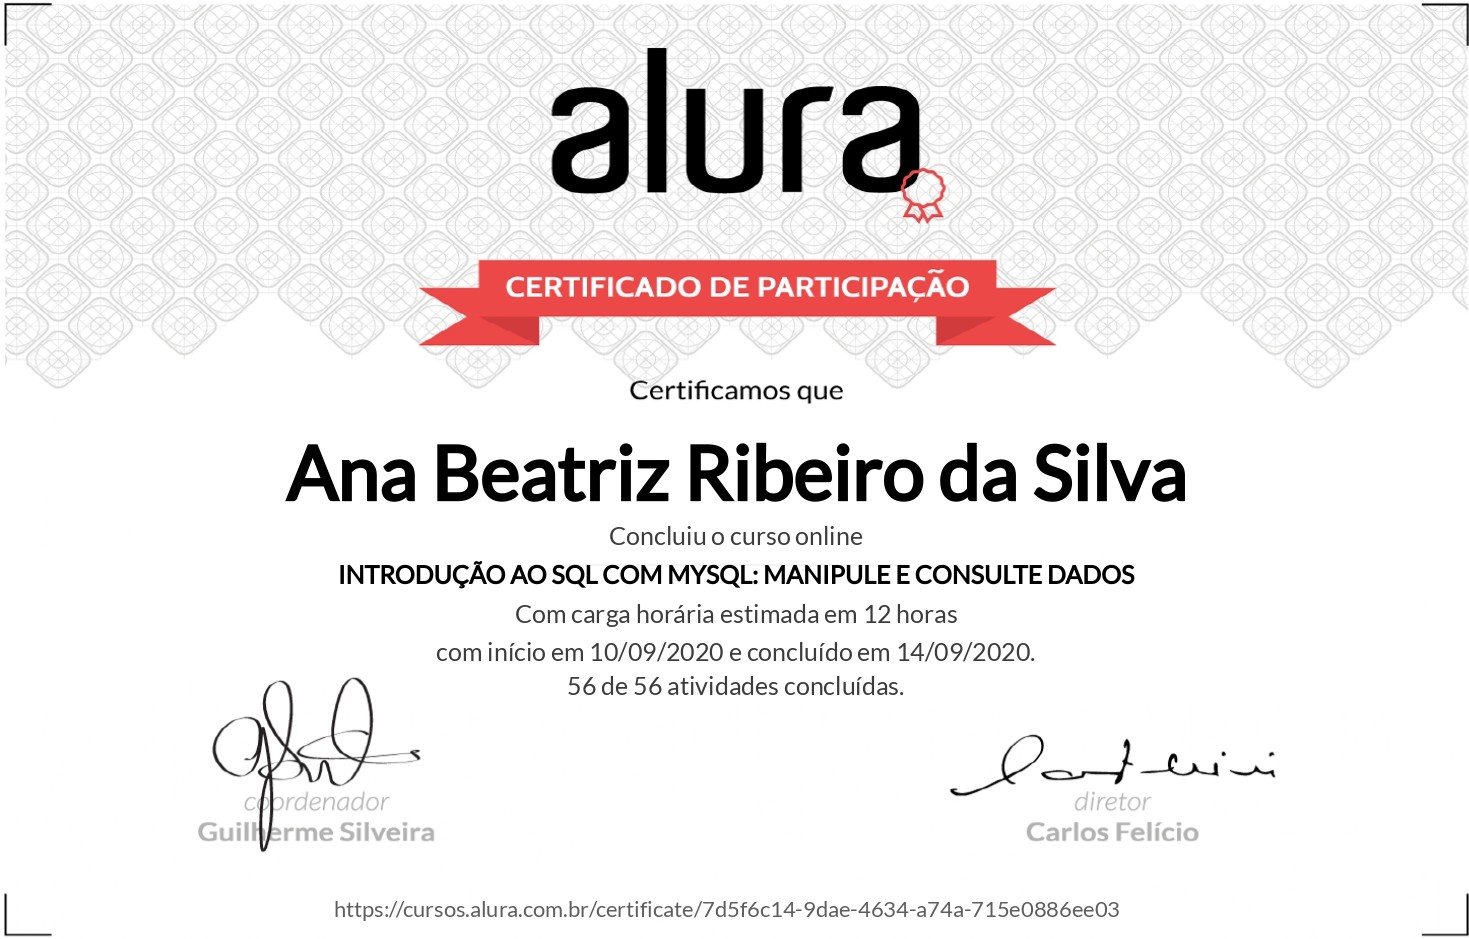 alura
CERTIFICADO DE PARTICIPAÇÃO
Certificamos que
Ana Beatriz Ribeiro da Silva
Concluiu o curso online
INTRODUÇÃO AO SQL COM MYSQL: MANIPULE E CONSULTE DADOS
Com carga horária estimada em 12 horas
com início em 10/09/2020 e concluído em 14/09/2020.
56 de 56 atividades concluídas.
coordenador
Guilherme Silveira
diretor
Carlos Felício
https://cursos.alura.com.br/certificate/7d5f6c14-9dae-4634-a74a-715e0886ee03